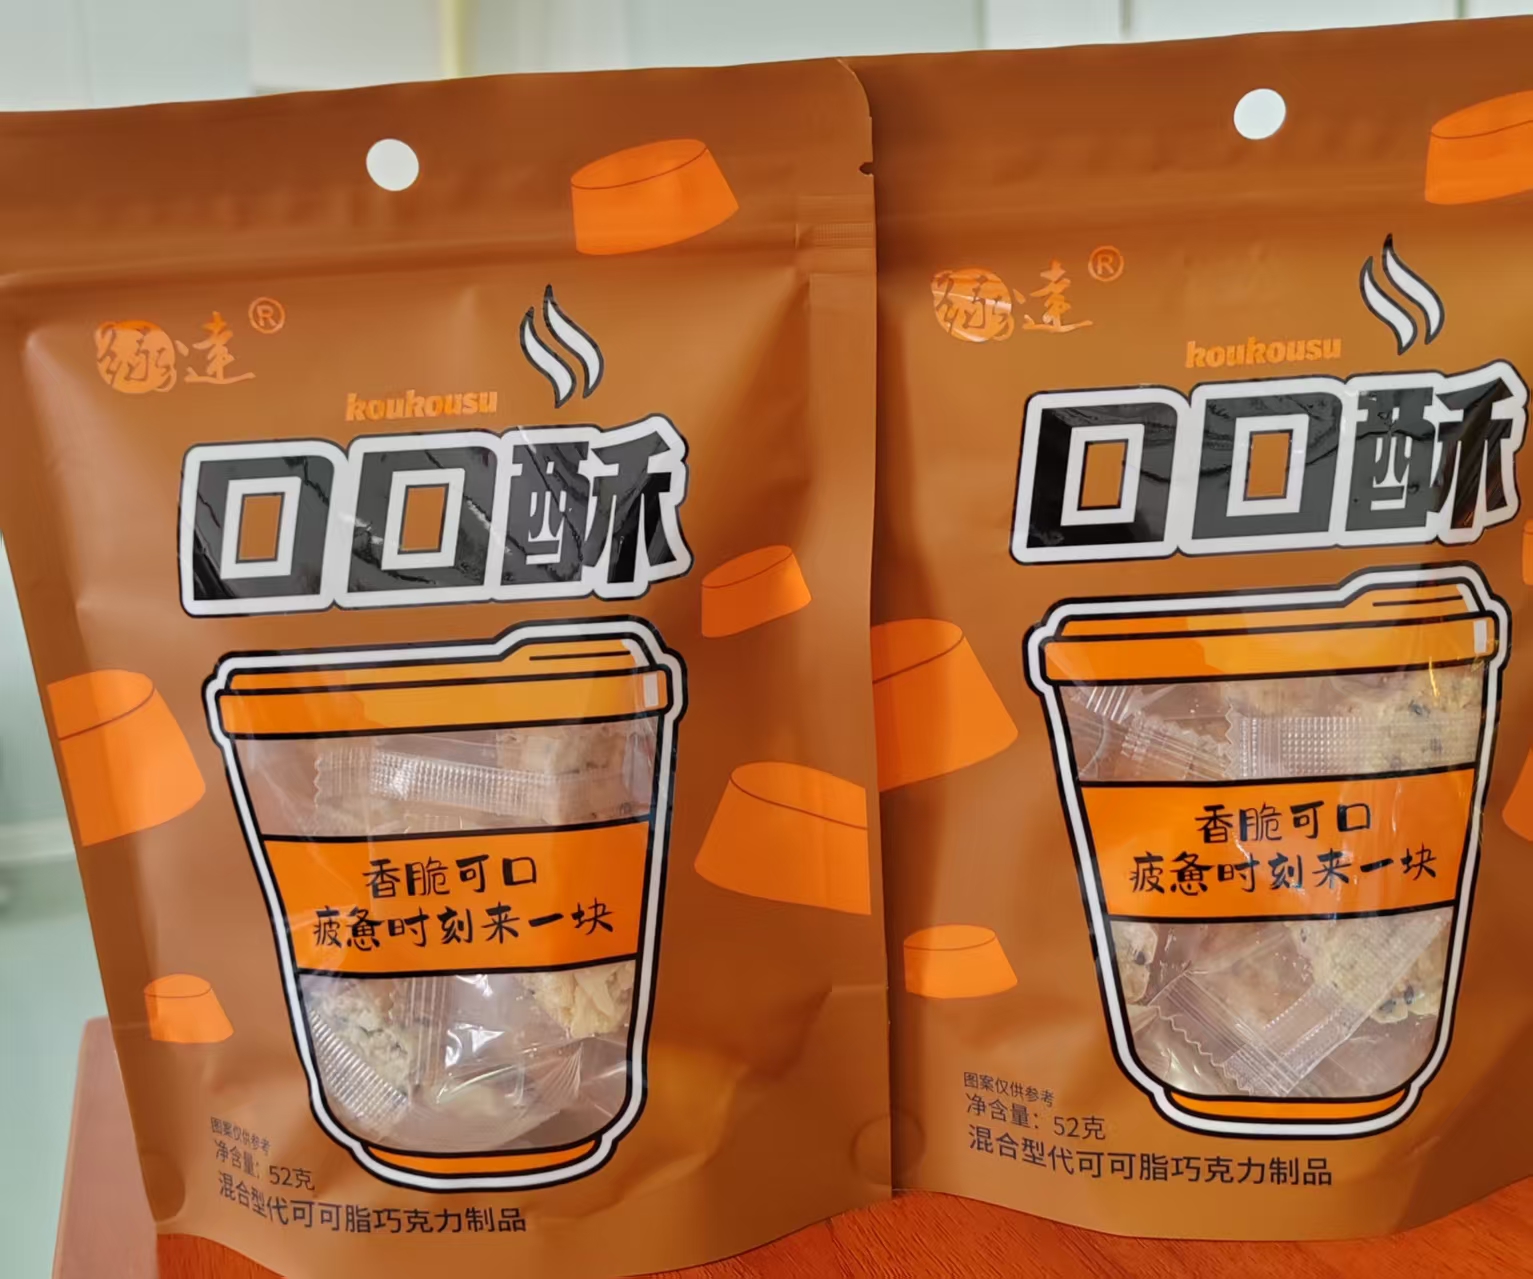 達®
koukousu
口口酥
香脆可口
疲惫时刻来一块
图案仅供参考
净含量：52克
混合型代可可脂巧克力制品
達®
koukousu
口口酥
香脆可口
疲惫时刻来一块
图案仅供参考
净含量：52克
混合型代可可脂巧克力制品